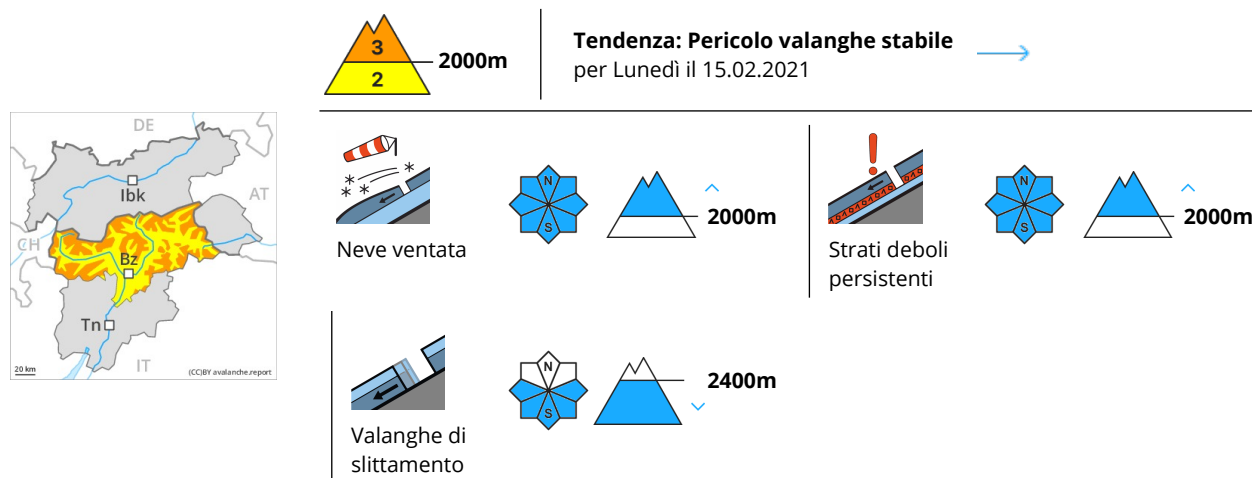 3
2
2000m
Tendenza: Pericolo valanghe stabile
per Lunedì il 15.02.2021
DE
Ibk
AT
CH
Bz
Tn
IT
20 km
(CC)BY avalanche.report
N
S
2000m
Neve ventata
N
S
2000m
Strati deboli
persistenti
N
S
2400m
Valanghe di
slittamento